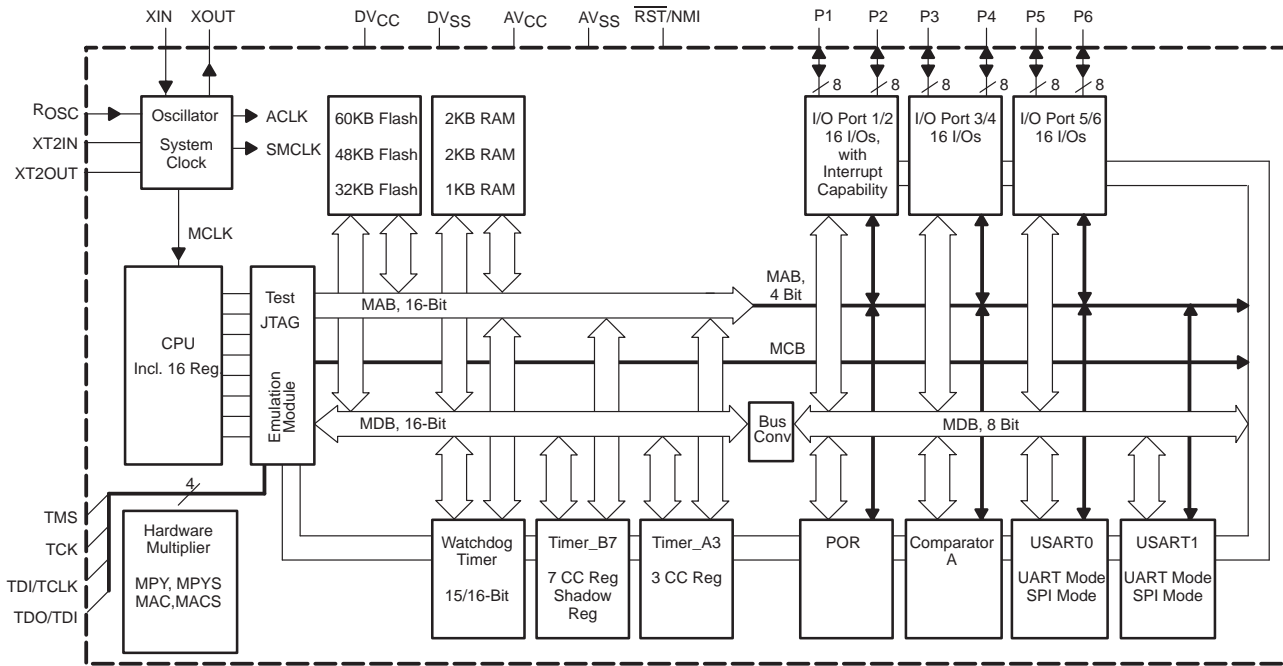 XIN
XOUT
DVCC
DVSS
AVCC
AVSS
RST/NMI
P1
P2
P3
P4
P5
P6
8
8
8
8
8
8
ROSC
XT2IN
XT2OUT
Oscillator
System
Clock
ACLK
SMCLK
MCLK
60KB Flash
48KB Flash
32KB Flash
2KB RAM
2KB RAM
1KB RAM
I/O Port 1/2
16 I/Os,
with
Interrupt
Capability
I/O Port 3/4
16 I/Os
I/O Port 5/6
16 I/Os
CPU
Incl. 16 Reg.
Test
JTAG
Emulation
Module
MAB, 16-Bit
MAB,
4 Bit
MCB
MDB, 16-Bit
Bus
Conv
MDB, 8 Bit
4
TMS
TCK
TDI/TCLK
TDO/TDI
Hardware
Multiplier
MPY, MPYS
MAC,MACS
Watchdog
Timer
15/16-Bit
Timer_B7
7 CC Reg
Shadow
Reg
Timer_A3
3 CC Reg
POR
Comparator
A
USART0
UART Mode
SPI Mode
USART1
UART Mode
SPI Mode